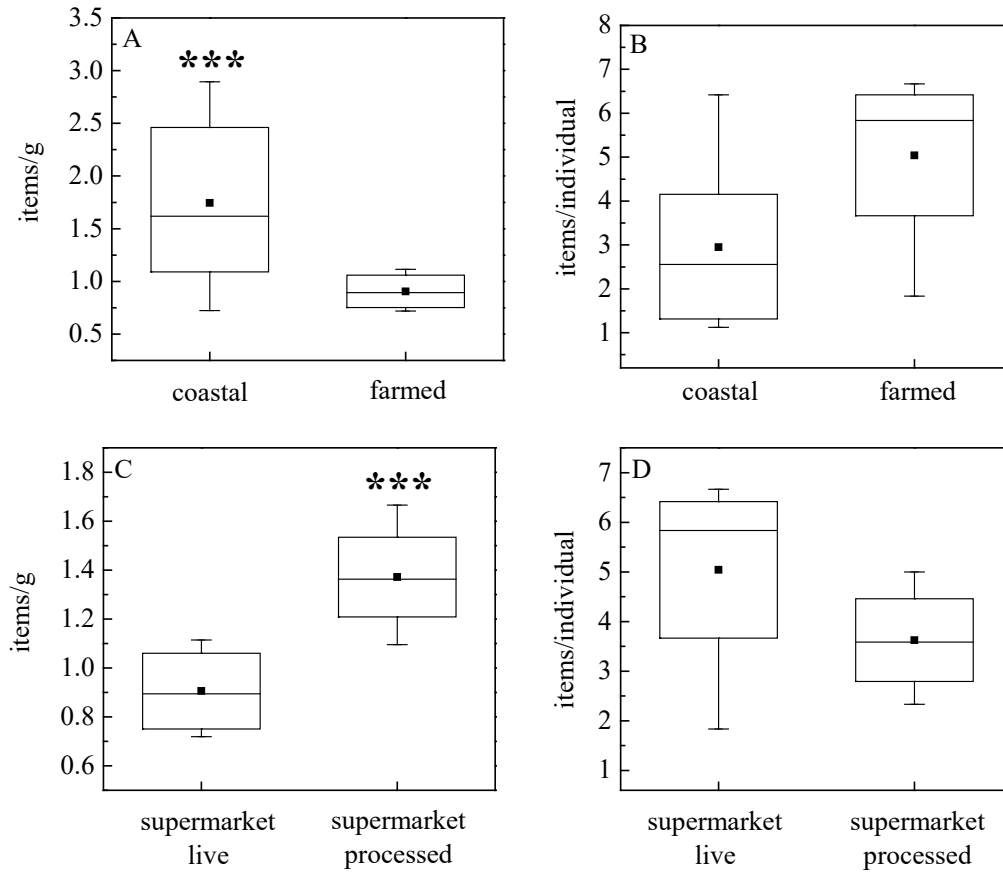 A
***
3.5
3.0
2.5
2.0
1.5
1.0
0.5
items/g
coastal
farmed
B
8
7
6
5
4
3
2
1
items/individual
coastal
farmed
C
***
1.8
1.6
1.4
1.2
1.0
0.8
0.6
items/g
supermarket
live
supermarket
processed
D
7
6
5
4
3
2
1
items/individual
supermarket
live
supermarket
processed